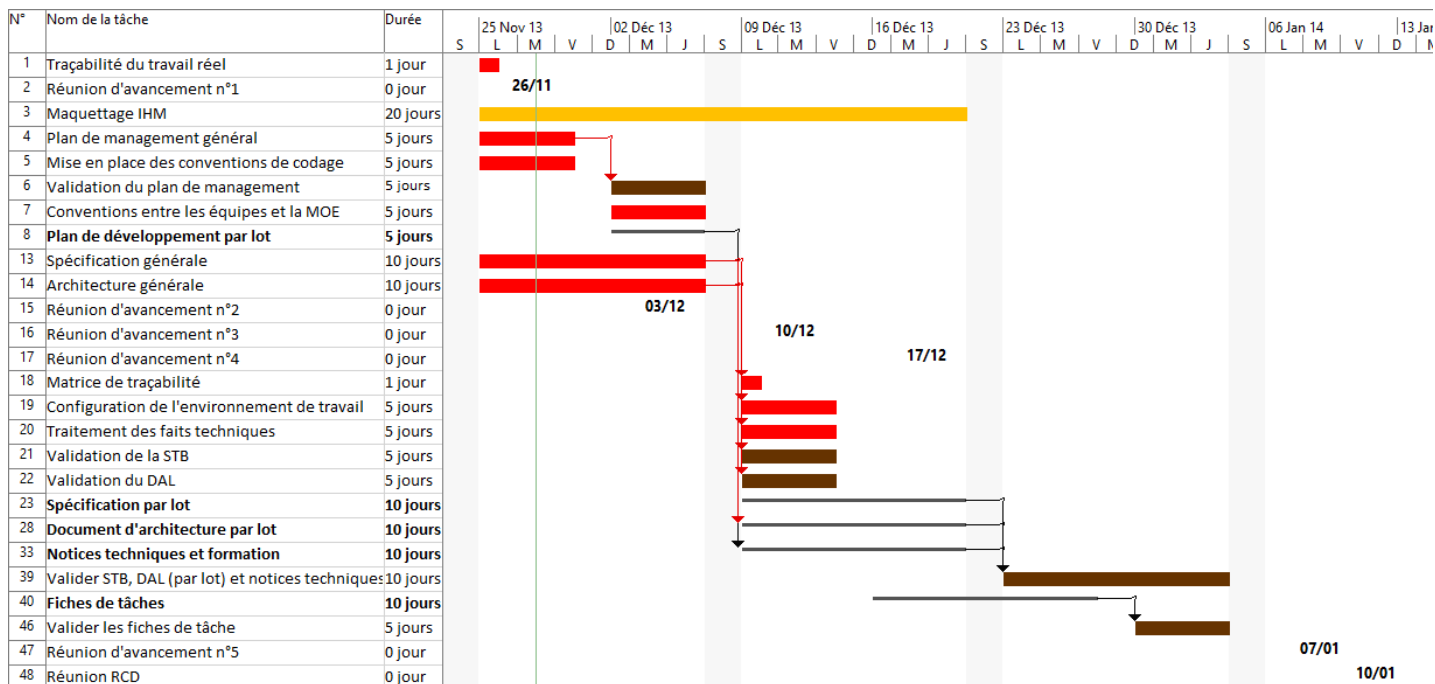 N° Nom de la tâche Durée
25 Nov 13 02 Déc 13 09 Déc 13 16 Déc 13 23 Déc 13 30 Déc 13 06 Jan 14 13 Jan
S L M V D M J S L M V D M J S L M V D M J S L M V D M
1 Traçabilité du travail réel 1 jour
2 Réunion d'avancement n°1 0 jour 26/11
3 Maquettage IHM 20 jours
4 Plan de management général 5 jours
5 Mise en place des conventions de codage 5 jours
6 Validation du plan de management 5 jours
7 Conventions entre les équipes et la MOE 5 jours
8 Plan de développement par lot 5 jours
13 Spécification générale 10 jours
14 Architecture générale 10 jours
15 Réunion d'avancement n°2 0 jour 03/12
16 Réunion d'avancement n°3 0 jour 10/12
17 Réunion d'avancement n°4 0 jour 17/12
18 Matrice de traçabilité 1 jour
19 Configuration de l'environnement de travail 5 jours
20 Traitement des faits techniques 5 jours
21 Validation de la STB 5 jours
22 Validation du DAL 5 jours
23 Spécification par lot 10 jours
28 Document d'architecture par lot 10 jours
33 Notices techniques et formation 10 jours
39 Valider STB, DAL (par lot) et notices techniques 10 jours
40 Fiches de tâches 10 jours
46 Valider les fiches de tâche 5 jours
47 Réunion d'avancement n°5 0 jour 07/01
48 Réunion RCD 0 jour 10/01